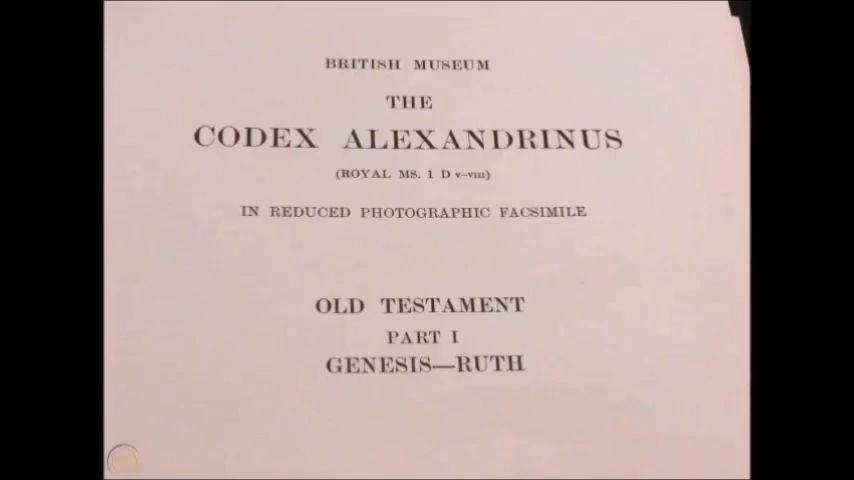 BRITISH MUSEUM
THE
CODEX ALEXANDRINUS
(ROYAL MS. 1 D v–viii)
IN REDUCED PHOTOGRAPHIC FACSIMILE
OLD TESTAMENT
PART I
GENESIS—RUTH